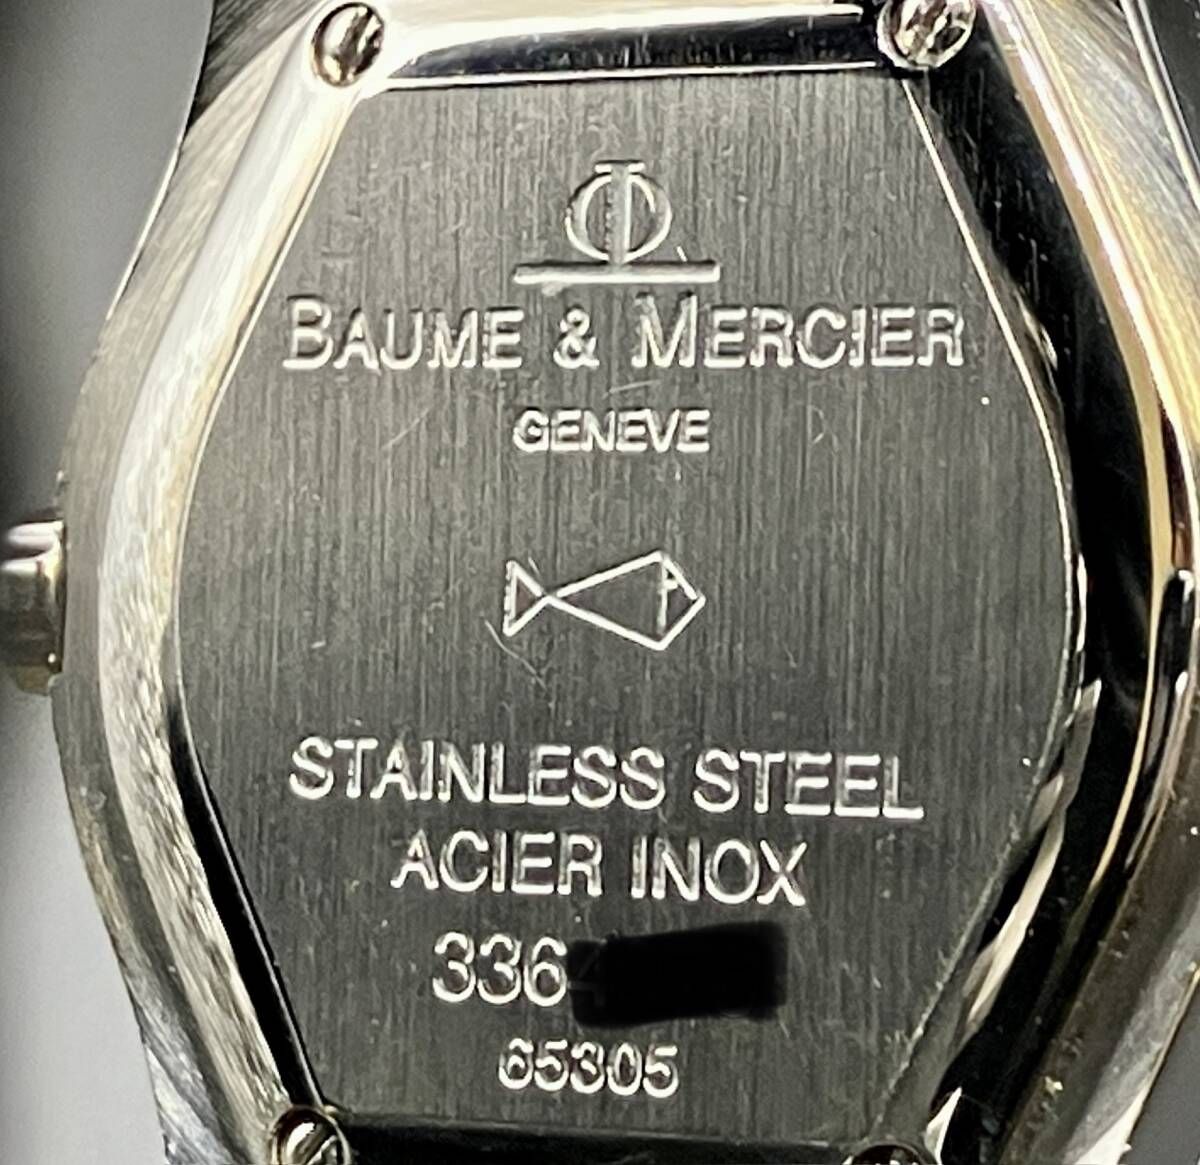 BAUME & MERCIER
GENEVE
STAINLESS STEEL
ACIER INOX
336
65305